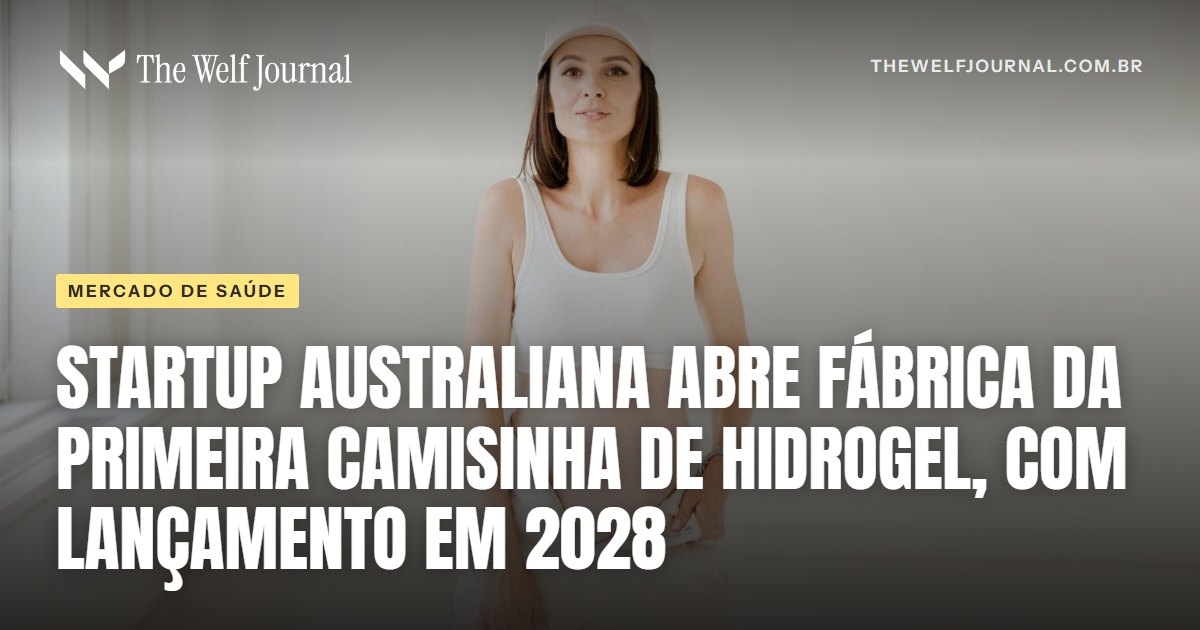 The Welf Journal
THEWELFJOURNAL.COM.BR
MERCADO DE SAÚDE
STARTUP AUSTRALIANA ABRE FÁBRICA DA
PRIMEIRA CAMISINHA DE HIDROGEL, COM
LANÇAMENTO EM 2028